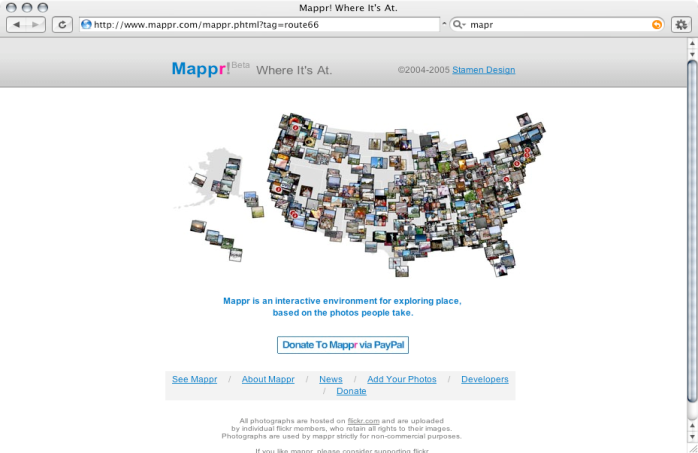 Mappr! Where It's At.
http://www.mappr.com/mappr.phtml?tag=route66
mapr
Mappr! Beta Where It's At.
©2004-2005 Stamen Design
Mappr is an interactive environment for exploring place,
based on the photos people take.
Donate To Mappr via PayPal
See Mappr / About Mappr / News / Add Your Photos / Developers
/ Donate
All photographs are hosted on flickr.com and are uploaded
by individual flickr members, who retain all rights to their images.
Photographs are used by mappr strictly for non-commercial purposes.
If you like mappr, please consider supporting flickr